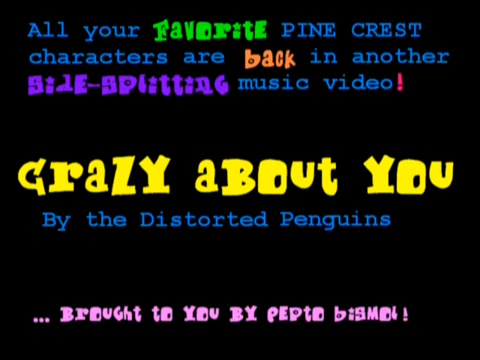 All your FavoritE PINE CREST
characters are back in another
SidE-SPlitting music video!
CraZY aBOUT YOU
By the Distorted Penguins
... BrOUGht tO YOU BY PEPtO BiSMOl!